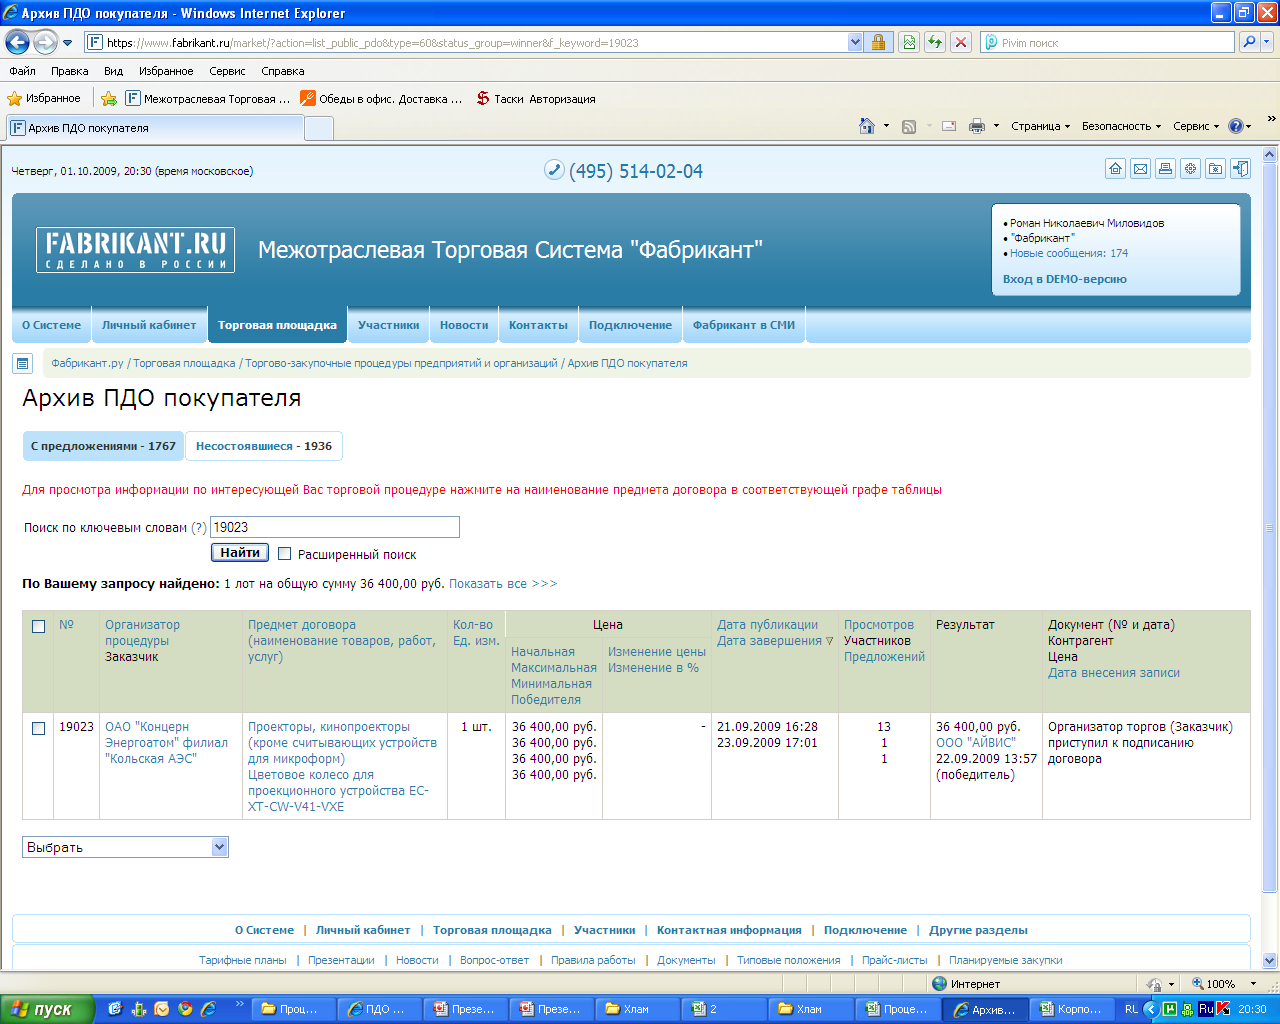 Архив ПДО покупателя - Windows Internet Explorer
https://www.fabrikant.ru/market/?action=list_public_pdo&type=60&status_group=winner&f_keyword=19023
Pivim поиск
Файл Правка Вид Избранное Сервис Справка
Избранное Межотраслевая Торговая ... Обеды в офис. Доставка ... Таски Авторизация
Архив ПДО покупателя
Страница Безопасность Сервис
Четверг, 01.10.2009, 20:30 (время московское)
(495) 514-02-04
FABRIKANT.RU
СДЕЛАНО В РОССИИ
Межотраслевая Торговая Система "Фабрикант"
• Роман Николаевич Миловидов
• "Фабрикант"
• Новые сообщения: 174
Вход в DEMO-версию
О Системе Личный кабинет Торговая площадка Участники Новости Контакты Подключение Фабрикант в СМИ
Фабрикант.ру / Торговая площадка / Торгово-закупочные процедуры предприятий и организаций / Архив ПДО покупателя
Архив ПДО покупателя
С предложениями - 1767 Несостоявшиеся - 1936
Для просмотра информации по интересующей Вас торговой процедуре нажмите на наименование предмета договора в соответствующей графе таблицы
Поиск по ключевым словам (?) 19023
Найти Расширенный поиск
По Вашему запросу найдено: 1 лот на общую сумму 36 400,00 руб. Показать все >>>
№
Организатор
процедуры
Заказчик
Предмет договора
(наименование товаров, работ,
услуг)
Кол-во
Ед. изм.
Цена
Начальная
Максимальная
Минимальная
Победителя
Изменение цены
Изменение в %
Дата публикации
Дата завершения
Просмотров
Участников
Предложений
Результат
Документ (№ и дата)
Контрагент
Цена
Дата внесения записи
19023
ОАО "Концерн
Энергоатом" филиал
"Кольская АЭС"
Проекторы, кинопроекторы
(кроме считывающих устройств
для микроформ)
Цветовое колесо для
проекционного устройства EC-
XT-CW-V41-VXE
1 шт.
36 400,00 руб.
36 400,00 руб.
36 400,00 руб.
36 400,00 руб.
-
21.09.2009 16:28
23.09.2009 17:01
13
1
1
36 400,00 руб.
ООО "АЙВИС"
22.09.2009 13:57
(победитель)
Организатор торгов (Заказчик)
приступил к подписанию
договора
Выбрать
О Системе | Личный кабинет | Торговая площадка | Участники | Контактная информация | Подключение | Другие разделы
Тарифные планы | Презентации | Новости | Вопрос-ответ | Правила работы | Документы | Типовые положения | Прайс-листы | Планируемые закупки
Интернет 100%
пуск Проц... ПДО ... Презе... Презе... Хлам 2 Хлам Проце... Архив... Корпо... RL Ru 20:30